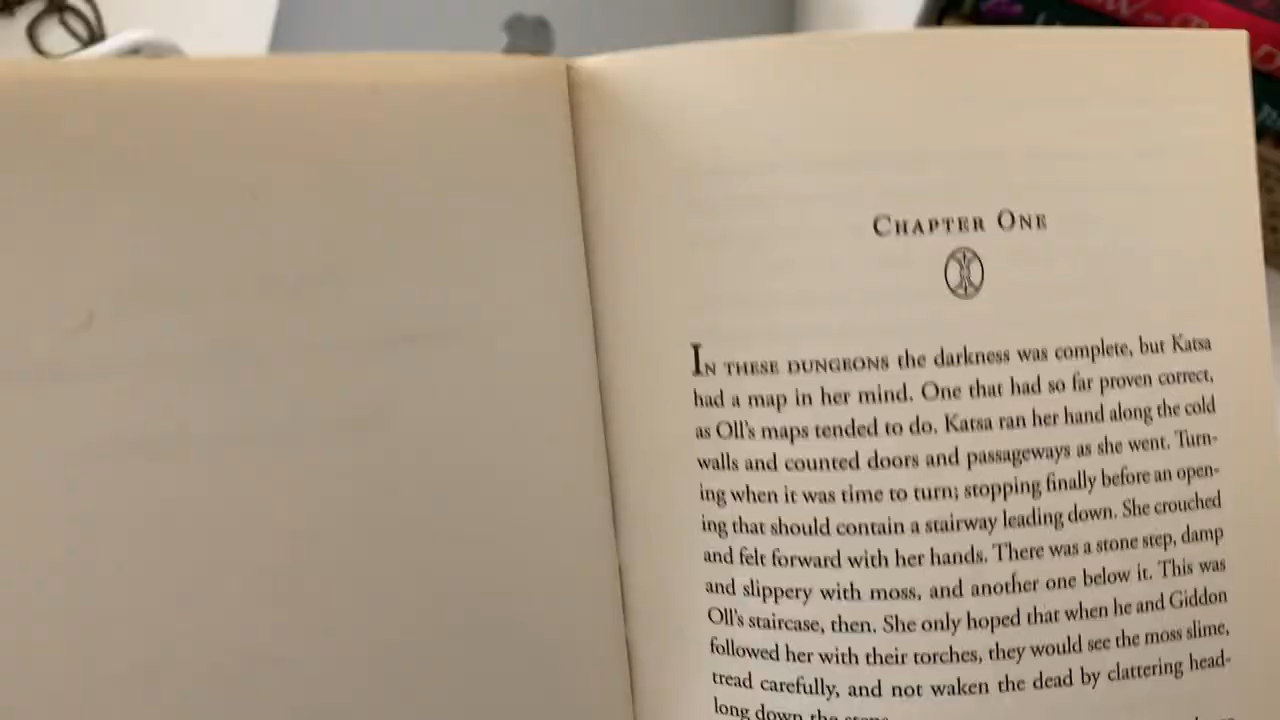 CHAPTER ONE
IN THESE DUNGEONS the darkness was complete, but Katsa
had a map in her mind. One that had so far proven correct,
as Oll's maps tended to do. Katsa ran her hand along the cold
walls and counted doors and passageways as she went. Turn-
ing when it was time to turn; stopping finally before an open-
ing that should contain a stairway leading down. She crouched
and felt forward with her hands. There was a stone step, damp
and slippery with moss, and another one below it. This was
Oll's staircase, then. She only hoped that when he and Giddon
followed her with their torches, they would see the moss slime,
tread carefully, and not waken the dead by clattering head-
long down the